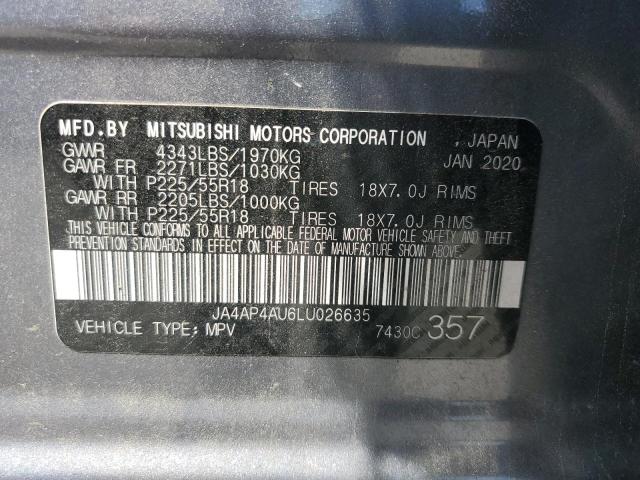 MFD.BY MITSUBISHI MOTORS CORPORATION , JAPAN
GVWR 4343LBS/1970KG JAN 2020
GAWR FR 2271LBS/1030KG
WITH P225/55R18 TIRES 18X7.0J RIMS
GAWR RR 2205LBS/1000KG
WITH P225/55R18 TIRES 18X7.0J RIMS
THIS VEHICLE CONFORMS TO ALL APPLICABLE FEDERAL MOTOR VEHICLE SAFETY AND THEFT
PREVENTION STANDARDS IN EFFECT ON THE DATE OF MANUFACTURE SHOWN ABOVE.
JA4AP4AU6LU026635
VEHICLE TYPE: MPV 7430C 357